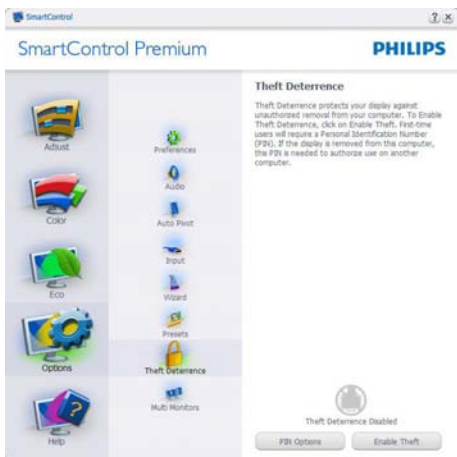 SmartControl
SmartControl Premium
PHILIPS
Adjust
Color
Eco
Options
Help
Preferences
Audio
Auto Pivot
Input
Wizard
Presets
Theft Deterrence
Multi Monitors
Theft Deterrence
Theft Deterrence protects your display against
unauthorized removal from your computer. To Enable
Theft Deterrence, click on Enable Theft. First-time
users will require a Personal Identification Number
(PIN). If the display is removed from this computer,
this PIN is needed to authorize use on another
computer.
Theft Deterrence Disabled
PIN Options
Enable Theft